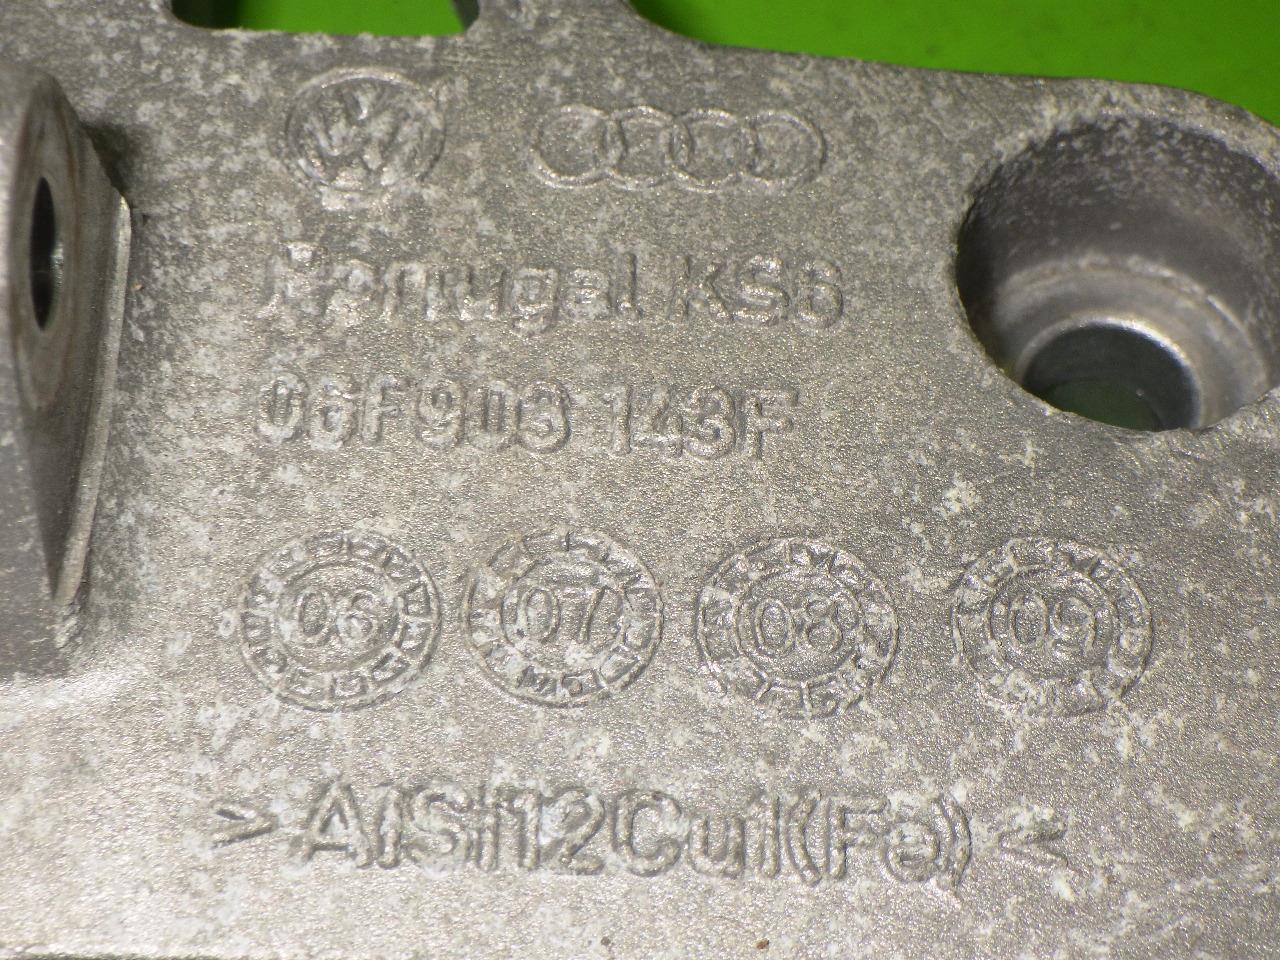 Portugal KS6
06F903 143F
06 07 08 09
>AlSi12Cu1(Fe)<